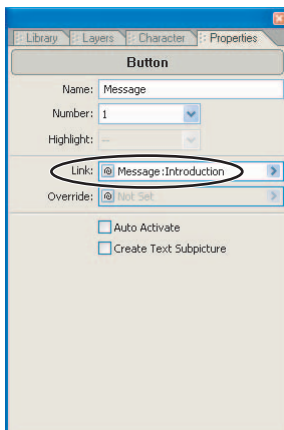 Library Layers Character Properties
Button
Name: Message
Number: 1
Highlight: --
Link: Message:Introduction
Override: Not Set
Auto Activate
Create Text Subpicture